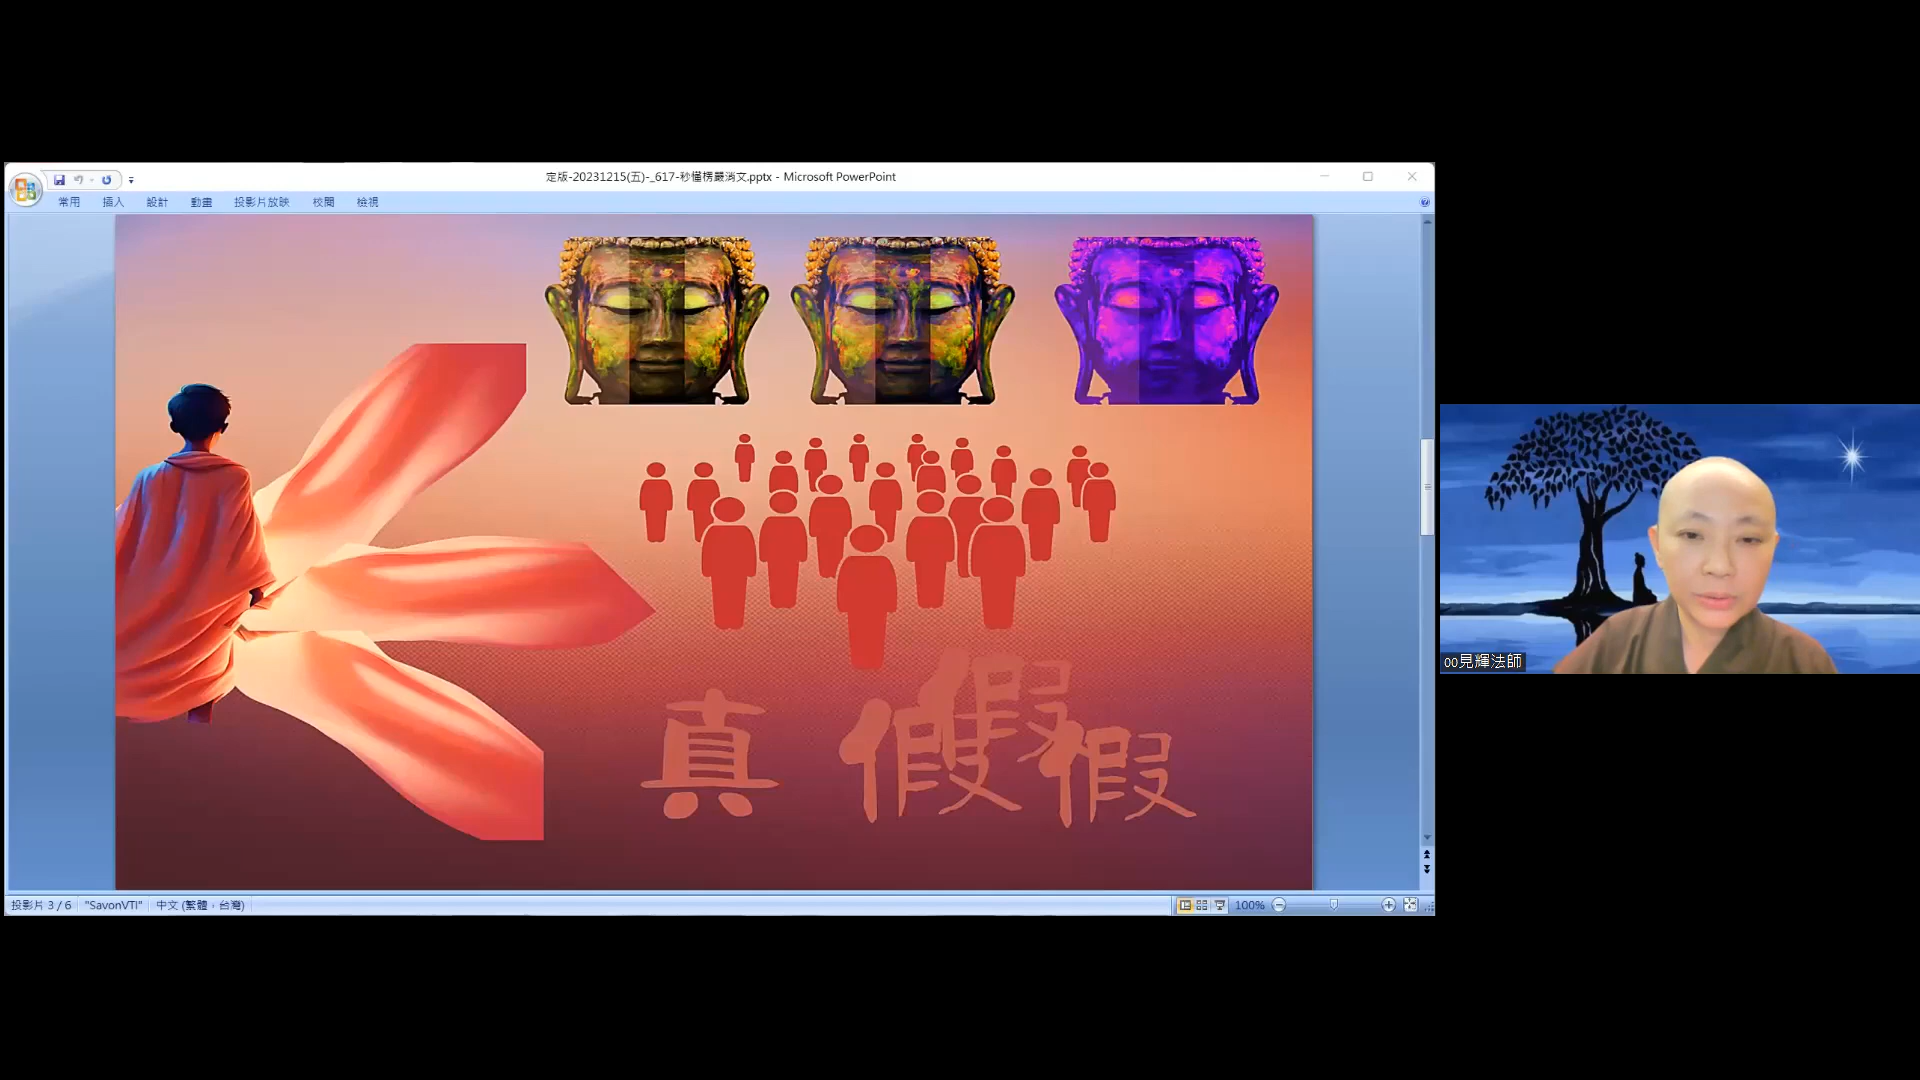 定版-20231215(五)-_617-秒懂楞嚴消文.pptx - Microsoft PowerPoint
常用 插入 設計 動畫 投影片放映 校閱 檢視
真 假假假
00見輝法師
投影片 3 / 6 "SavonVTI" 中文 (繁體，台灣) 100%